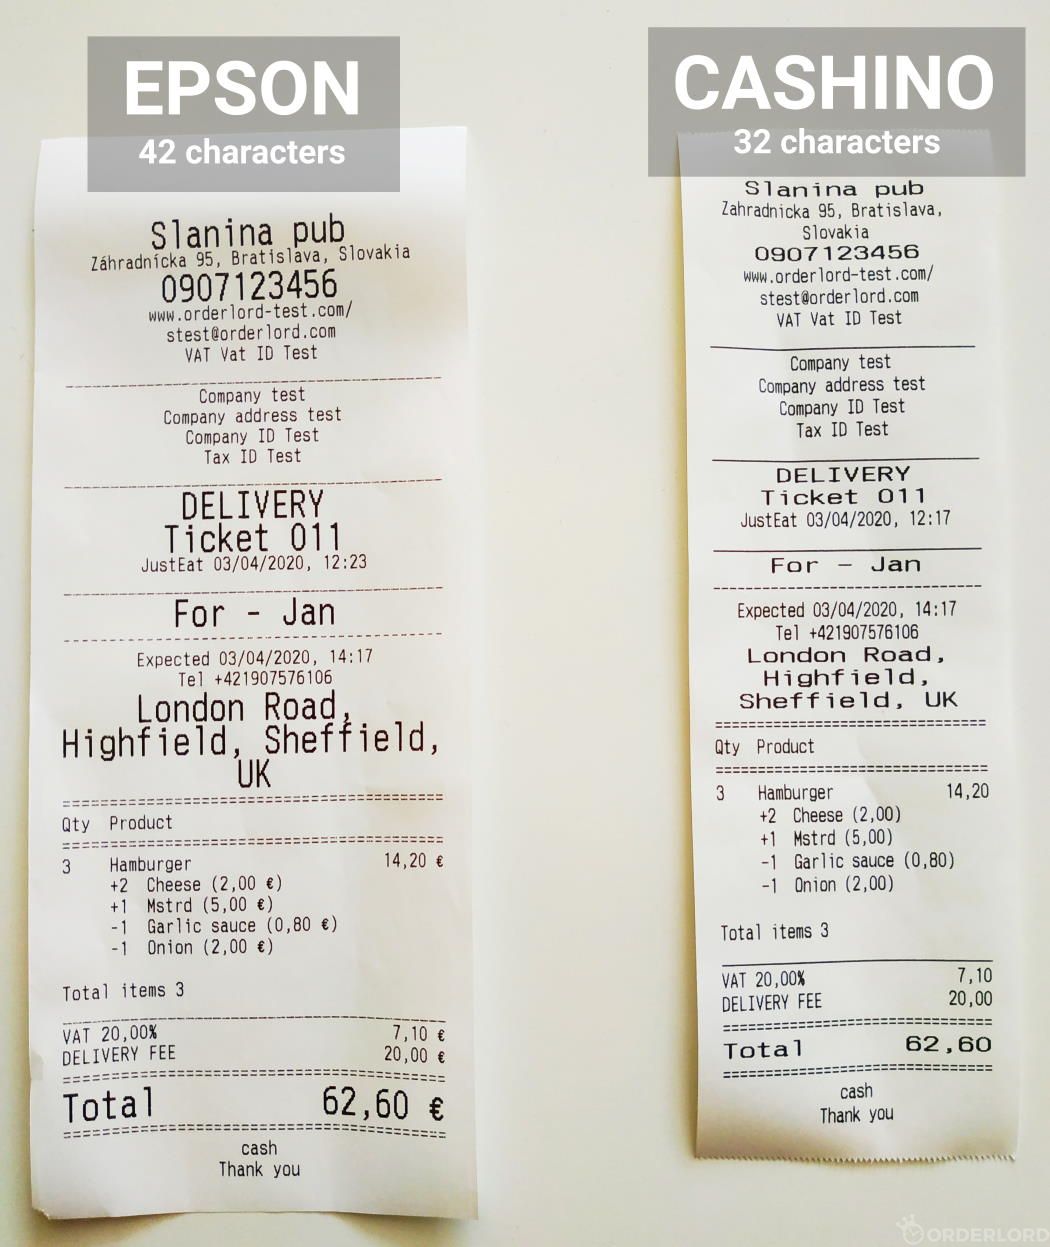 EPSON
42 characters
Slanina pub
Záhradnícka 95, Bratislava, Slovakia
0907123456
www.orderlord-test.com/
stest@orderlord.com
VAT Vat ID Test
Company test
Company address test
Company ID Test
Tax ID Test
DELIVERY
Ticket 011
JustEat 03/04/2020, 12:23
For - Jan
Expected 03/04/2020, 14:17
Tel +421907576106
London Road,
Highfield, Sheffield,
UK
Qty Product
3 Hamburger 14,20 €
+2 Cheese (2,00 €)
+1 Mstrd (5,00 €)
-1 Garlic sauce (0,80 €)
-1 Onion (2,00 €)
Total items 3
VAT 20,00% 7,10 €
DELIVERY FEE 20,00 €
Total 62,60 €
cash
Thank you
CASHINO
32 characters
Slanina pub
Zahradnicka 95, Bratislava,
Slovakia
0907123456
www.orderlord-test.com/
stest@orderlord.com
VAT Vat ID Test
Company test
Company address test
Company ID Test
Tax ID Test
DELIVERY
Ticket 011
JustEat 03/04/2020, 12:17
For - Jan
Expected 03/04/2020, 14:17
Tel +421907576106
London Road,
Highfield,
Sheffield, UK
Qty Product
3 Hamburger 14,20
+2 Cheese (2,00)
+1 Mstrd (5,00)
-1 Garlic sauce (0,80)
-1 Onion (2,00)
Total items 3
VAT 20,00% 7,10
DELIVERY FEE 20,00
Total 62,60
cash
Thank you
ORDERLORD